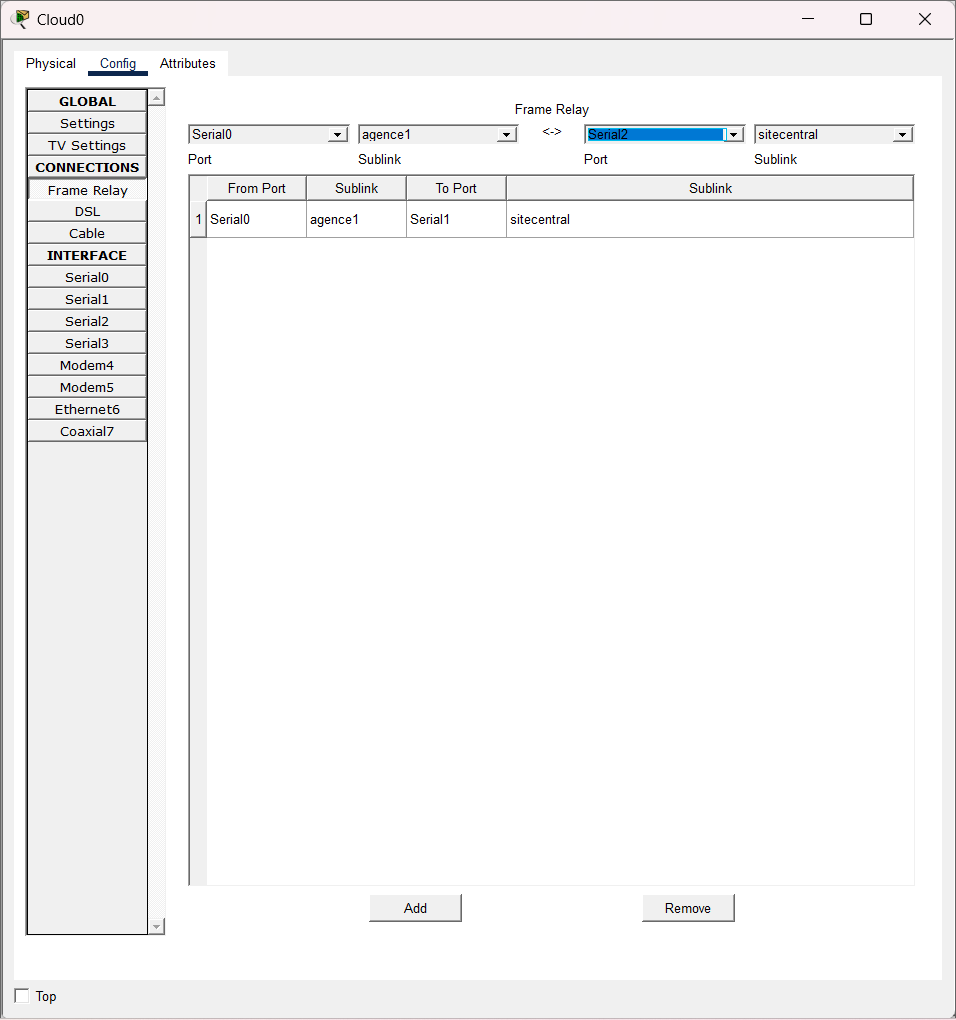 Cloud0
Physical Config Attributes
GLOBAL
Settings
TV Settings
CONNECTIONS
Frame Relay
DSL
Cable
INTERFACE
Serial0
Serial1
Serial2
Serial3
Modem4
Modem5
Ethernet6
Coaxial7
Frame Relay
Serial0 agence1 <-> Serial2 sitecentral
Port Sublink Port Sublink
From Port Sublink To Port Sublink
1 Serial0 agence1 Serial1 sitecentral
Add Remove
Top